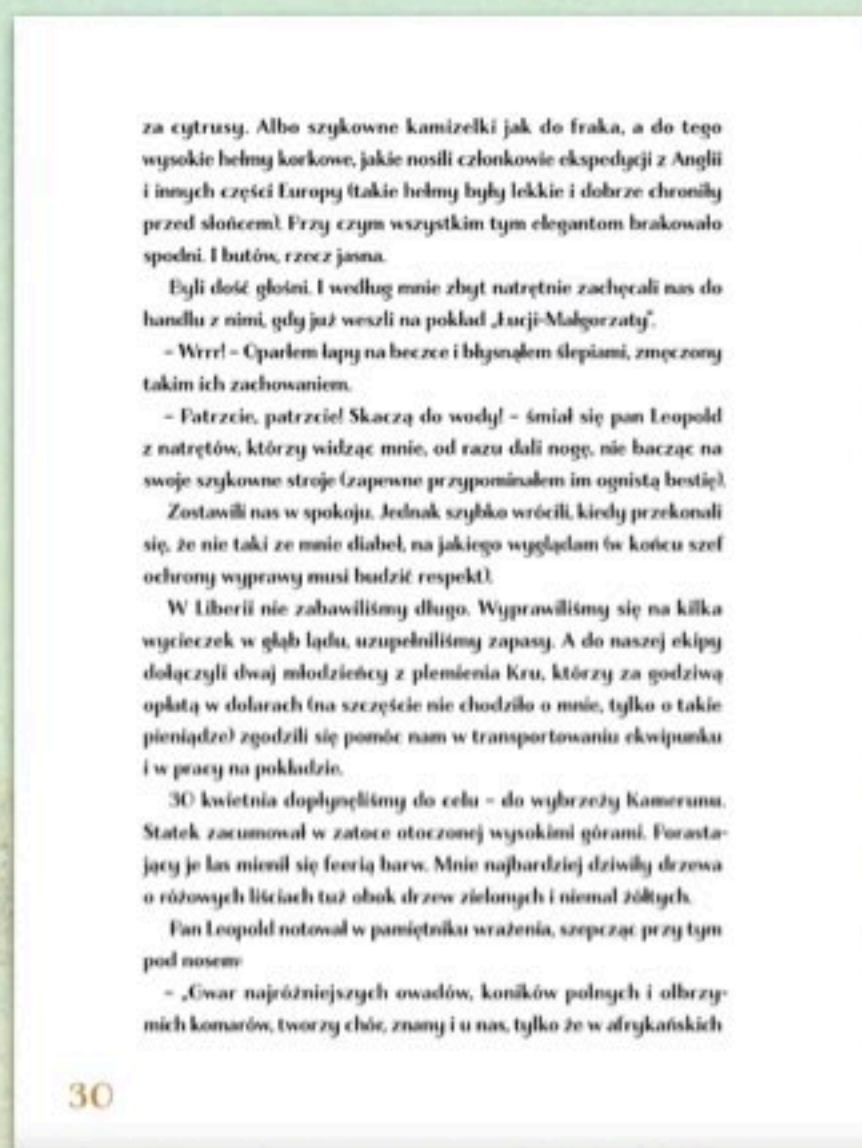 za cytrusy. Albo szykowne kamizelki jak do fraka, a do tego
wysokie hełmy korkowe, jakie nosili członkowie ekspedycji z Anglii
i innych części Europy (takie hełmy były lekkie i dobrze chroniły
przed słońcem). Przy czym wszystkim tym elegantom brakowało
spodni. I butów, rzecz jasna.
Byli dość głośni. I według mnie zbyt natrętnie zachęcali nas do
handlu z nimi, gdy już weszli na pokład „Łucji-Małgorzaty”.
– Wrrr! – Oparłem łapy na beczce i błysnąłem ślepiami, zmęczony
takim ich zachowaniem.
– Patrzcie, patrzcie! Skaczą do wody! – śmiał się pan Leopold
z natrętów, którzy widząc mnie, od razu dali nogę, nie bacząc na
swoje szykowne stroje (zapewne przypominałem im ognistą bestię).
Zostawili nas w spokoju. Jednak szybko wrócili, kiedy przekonali
się, że nie taki ze mnie diabeł, na jakiego wyglądam (w końcu szef
ochrony wyprawy musi budzić respekt).
W Liberii nie zabawiliśmy długo. Wyprawiliśmy się na kilka
wycieczek w głąb lądu, uzupełniliśmy zapasy. A do naszej ekipy
dołączyli dwaj młodzieńcy z plemienia Kru, którzy za godziwą
opłatą w dolarach (na szczęście nie chodziło o mnie, tylko o takie
pieniądze) zgodzili się pomóc nam w transportowaniu ekwipunku
i w pracy na pokładzie.
30 kwietnia dopłynęliśmy do celu – do wybrzeży Kamerunu.
Statek zacumował w zatoce otoczonej wysokimi górami. Porasta-
jący je las mienił się feerią barw. Mnie najbardziej dziwiły drzewa
o różowych liściach tuż obok drzew zielonych i niemal żółtych.
Pan Leopold notował w pamiętniku wrażenia, szepcząc przy tym
pod nosem:
– „Gwar najróżniejszych owadów, koników polnych i olbrzy-
mich komarów, tworzy chór, znany i u nas, tylko że w afrykańskich
30